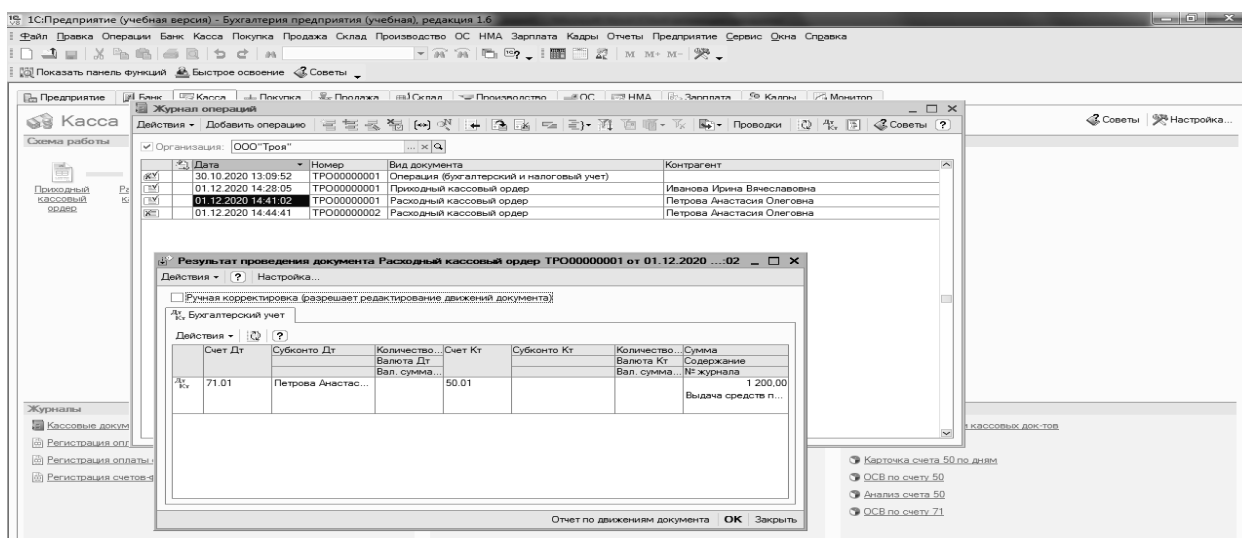 1С:Предприятие (учебная версия) - Бухгалтерия предприятия (учебная), редакция 1.6
Файл Правка Операции Банк Касса Покупка Продажа Склад Производство ОС НМА Зарплата Кадры Отчеты Предприятие Сервис Окна Справка
M M+ M-
Показать панель функций Быстрое освоение Советы
Предприятие Банк Касса Покупка Продажа Склад Производство ОС НМА Зарплата Кадры Монитор
Журнал операций
Касса
Советы Настройка...
Действия Добавить операцию Проводки Советы ?
Схема работы
Организация: ООО"Троя" ... x
Дата Номер Вид документа Контрагент
30.10.2020 13:09:52 ТРО00000001 Операция (бухгалтерский и налоговый учет)
01.12.2020 14:28:05 ТРО00000001 Приходный кассовый ордер Иванова Ирина Вячеславовна
01.12.2020 14:41:02 ТРО00000001 Расходный кассовый ордер Петрова Анастасия Олеговна
01.12.2020 14:44:41 ТРО00000002 Расходный кассовый ордер Петрова Анастасия Олеговна
Приходный
кассовый
ордер
Результат проведения документа Расходный кассовый ордер ТРО00000001 от 01.12.2020 ...:02
Действия ? Настройка...
Ручная корректировка (разрешает редактирование движений документа)
Дт Кт Бухгалтерский учет
Действия ?
Счет Дт Субконто Дт Количество... Счет Кт Субконто Кт Количество... Сумма
Валюта Дт Валюта Кт Содержание
Вал. сумма... Вал. сумма... № журнала
Дт Кт 71.01 Петрова Анастас... 50.01 1 200,00
Выдача средств п...
Журналы
Кассовые докум
кассовых док-тов
Регистрация опл
Регистрация оплаты
Карточка счета 50 по дням
Регистрация счетов-ф
ОСВ по счету 50
Анализ счета 50
ОСВ по счету 71
Отчет по движениям документа OK Закрыть